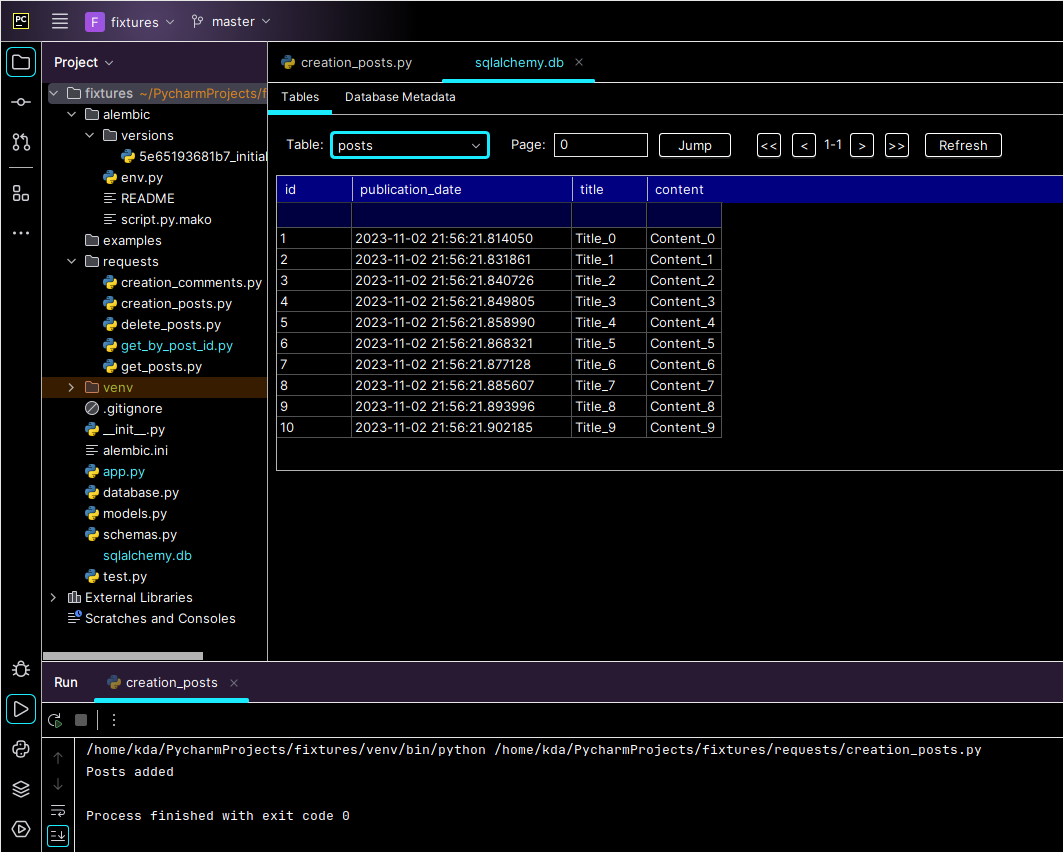 PC F fixtures master
Project
creation_posts.py sqlalchemy.db
fixtures ~/PycharmProjects/f
Tables Database Metadata
alembic
versions
Table: posts Page: 0 Jump << < 1-1 > >> Refresh
5e65193681b7_initial
env.py
id publication_date title content
README
script.py.mako
examples
1 2023-11-02 21:56:21.814050 Title_0 Content_0
requests
2 2023-11-02 21:56:21.831861 Title_1 Content_1
creation_comments.py
3 2023-11-02 21:56:21.840726 Title_2 Content_2
creation_posts.py
4 2023-11-02 21:56:21.849805 Title_3 Content_3
delete_posts.py
5 2023-11-02 21:56:21.858990 Title_4 Content_4
get_by_post_id.py
6 2023-11-02 21:56:21.868321 Title_5 Content_5
get_posts.py
7 2023-11-02 21:56:21.877128 Title_6 Content_6
venv
8 2023-11-02 21:56:21.885607 Title_7 Content_7
.gitignore
9 2023-11-02 21:56:21.893996 Title_8 Content_8
__init__.py
10 2023-11-02 21:56:21.902185 Title_9 Content_9
alembic.ini
app.py
database.py
models.py
schemas.py
sqlalchemy.db
test.py
External Libraries
Scratches and Consoles
Run creation_posts
/home/kda/PycharmProjects/fixtures/venv/bin/python /home/kda/PycharmProjects/fixtures/requests/creation_posts.py
Posts added
Process finished with exit code 0